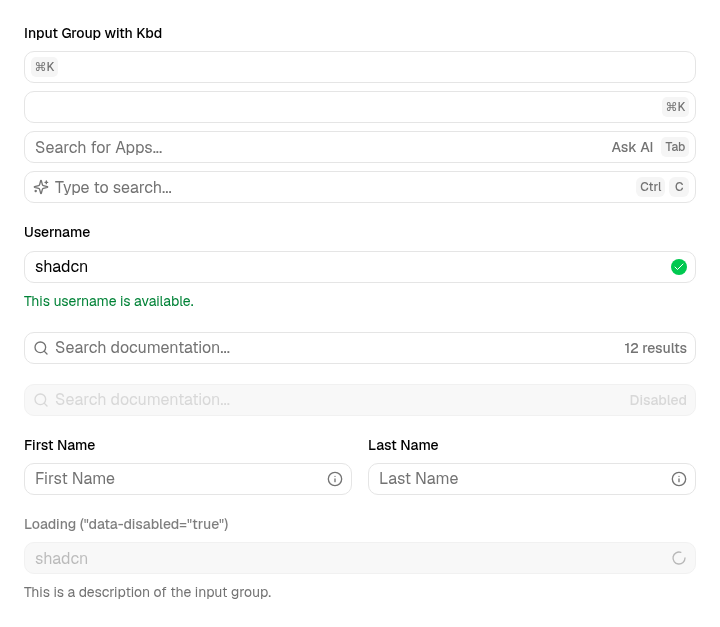 Input Group with Kbd
⌘K
⌘K
Search for Apps... Ask AI Tab
Type to search... Ctrl C
Username
shadcn
This username is available.
Search documentation... 12 results
Search documentation... Disabled
First Name Last Name
First Name Last Name
Loading ("data-disabled="true")
shadcn
This is a description of the input group.